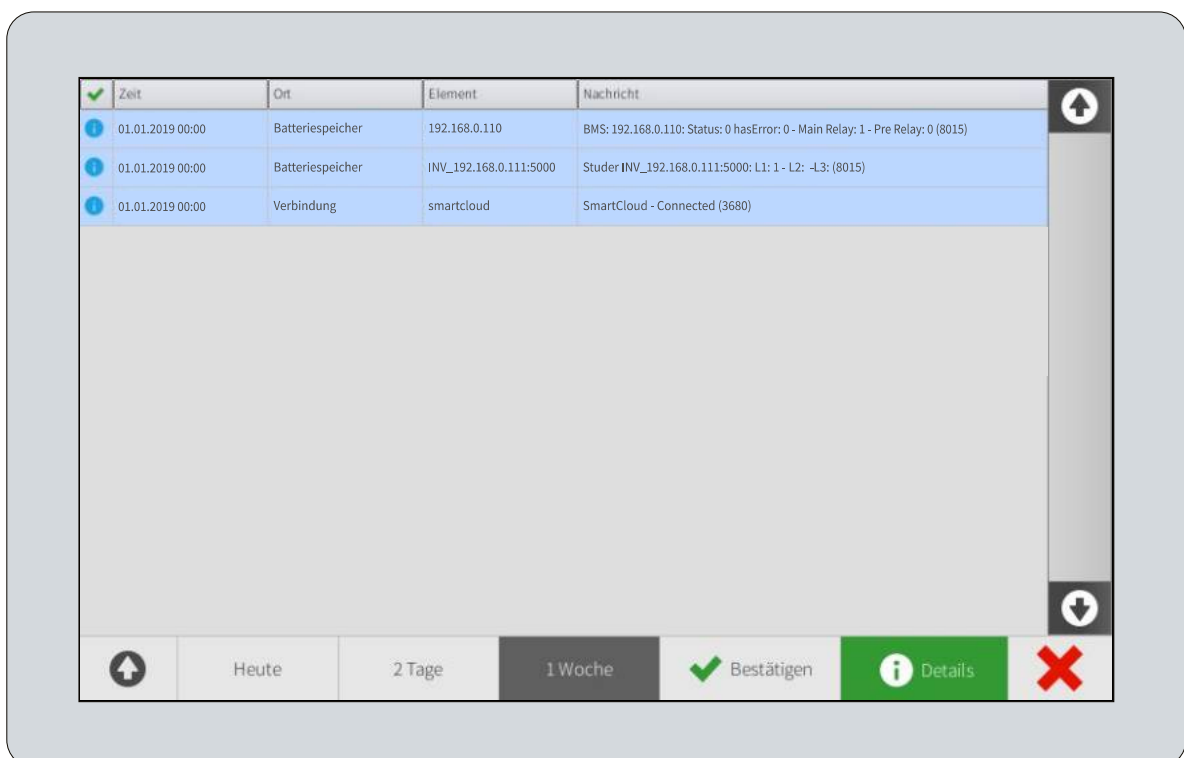 Zeit Ort Element Nachricht
01.01.2019 00:00 Batteriespeicher 192.168.0.110 BMS: 192.168.0.110: Status: 0 hasError: 0 - Main Relay: 1 - Pre Relay: 0 (8015)
01.01.2019 00:00 Batteriespeicher INV_192.168.0.111:5000 Studer INV_192.168.0.111:5000: L1: 1 - L2: -L3: (8015)
01.01.2019 00:00 Verbindung smartcloud SmartCloud - Connected (3680)
Heute 2 Tage 1 Woche Bestätigen Details